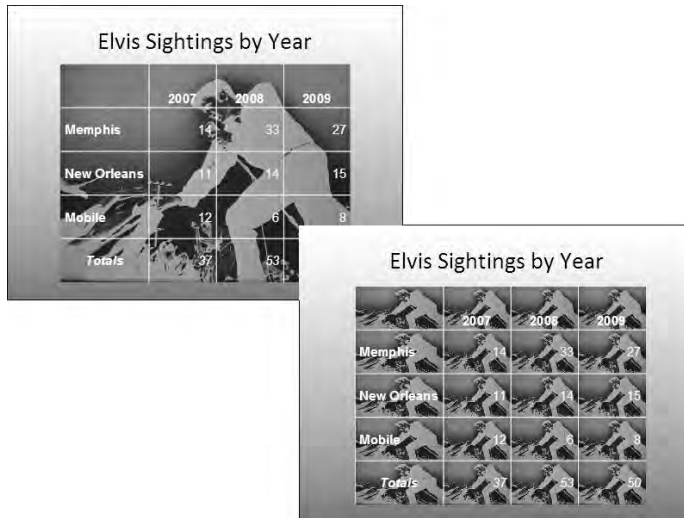 Elvis Sightings by Year
2007 2008 2009
Memphis 14 33 27
New Orleans 11 14 15
Mobile 12 6 8
Totals 37 53
Elvis Sightings by Year
2007 2008 2009
Memphis 14 33 27
New Orleans 11 14 15
Mobile 12 6 8
Totals 37 53 50